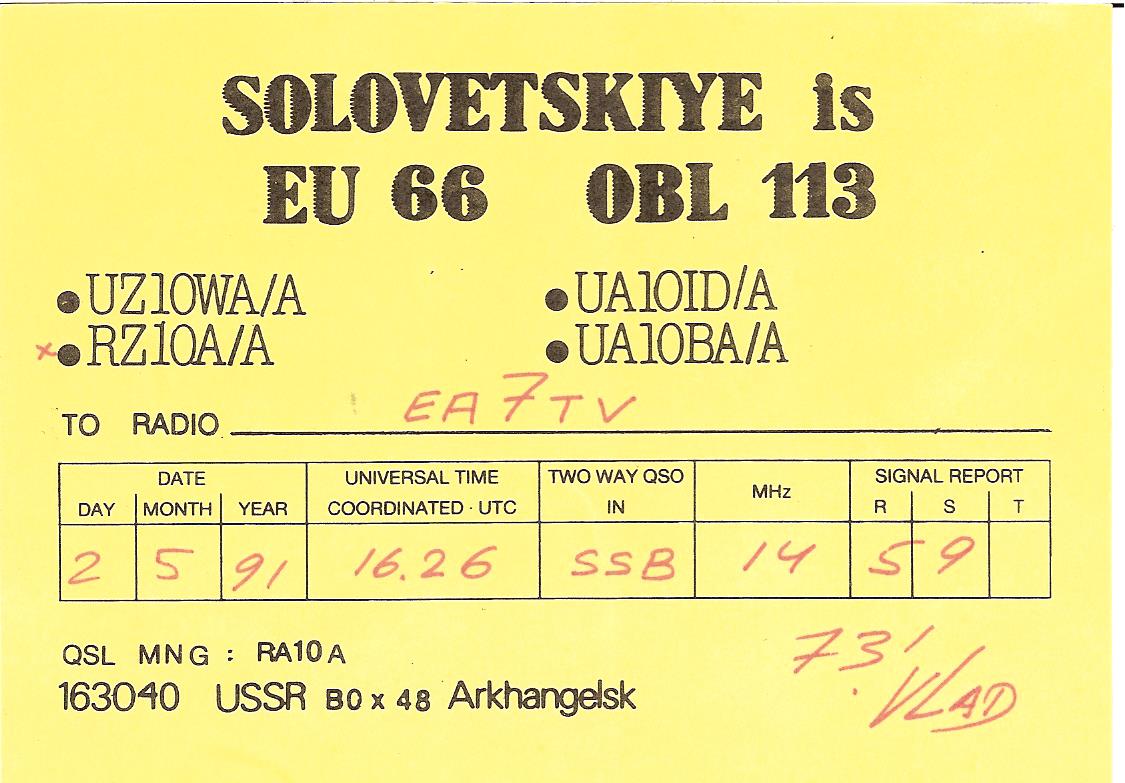 SOLOVETSKIYE is
EU 66 OBL 113
●UZ1OWA/A ●UA1OID/A
×●RZ1OA/A ●UA1OBA/A
TO RADIO EA7TV
DATE UNIVERSAL TIME TWO WAY QSO MHz SIGNAL REPORT
DAY MONTH YEAR COORDINATED · UTC IN R S T
2 5 91 16.26 SSB 14 5 9
QSL MNG : RA1OA 73!
163040 USSR BOx 48 Arkhangelsk VLAD